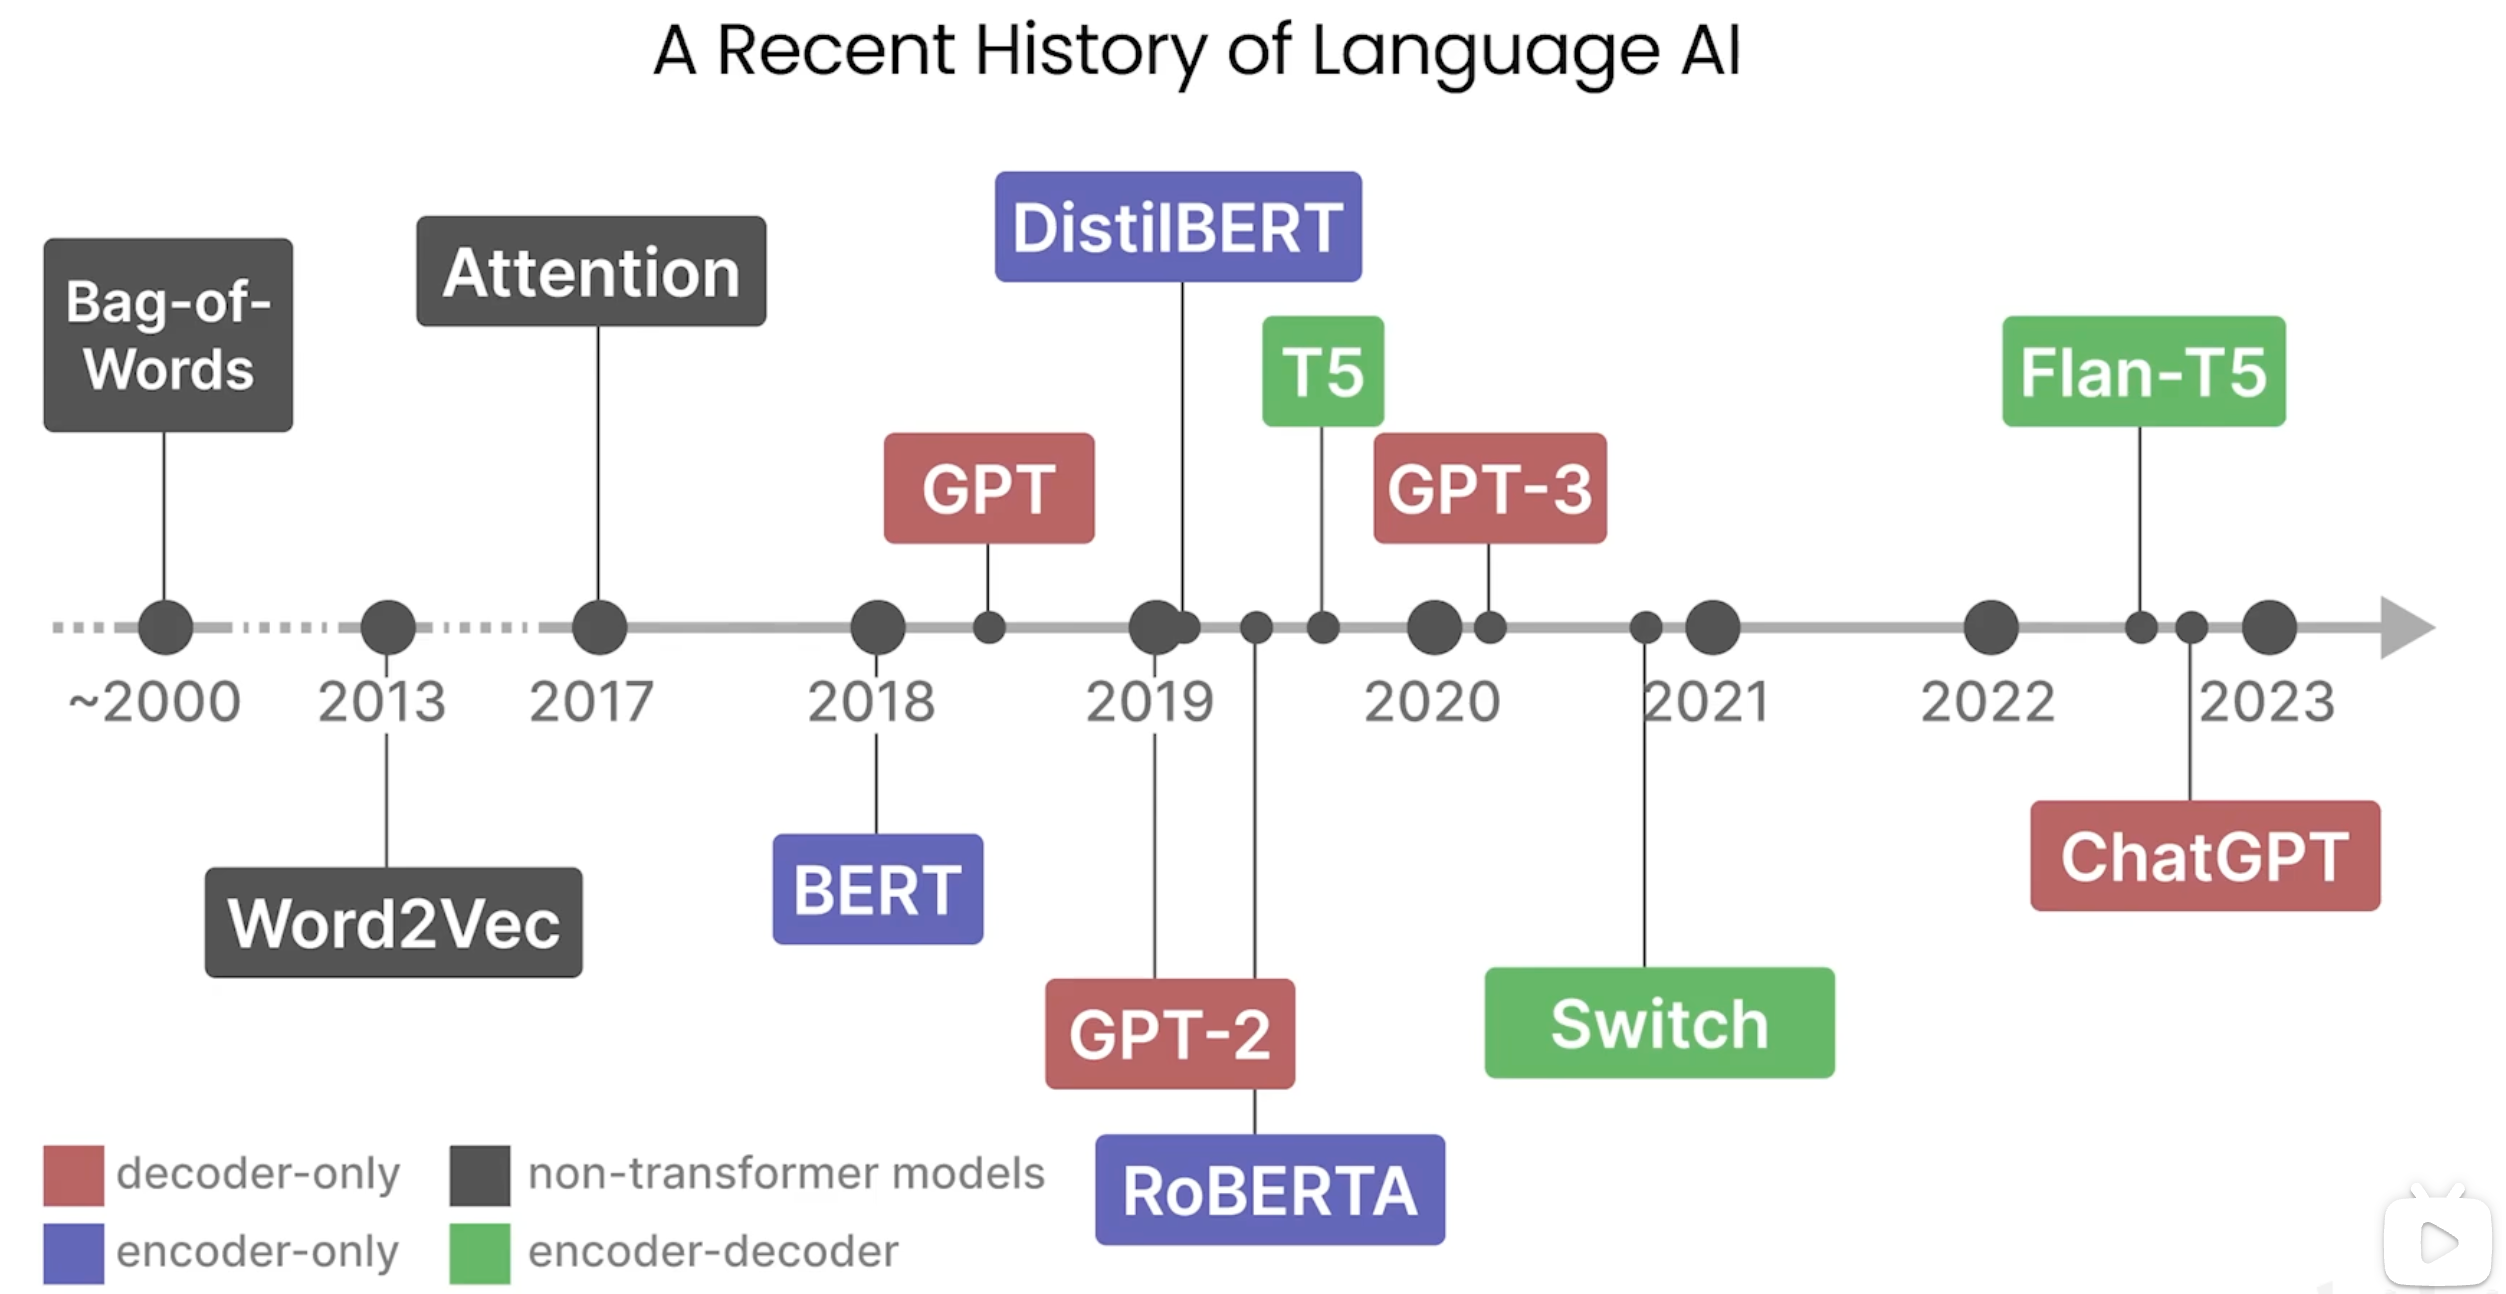 A Recent History of Language AI
Bag-of-
Words
Attention
DistilBERT
T5
Flan-T5
GPT
GPT-3
~2000
2013
2017
2018
2019
2020
2021
2022
2023
Word2Vec
BERT
ChatGPT
GPT-2
Switch
RoBERTA
decoder-only
non-transformer models
encoder-only
encoder-decoder